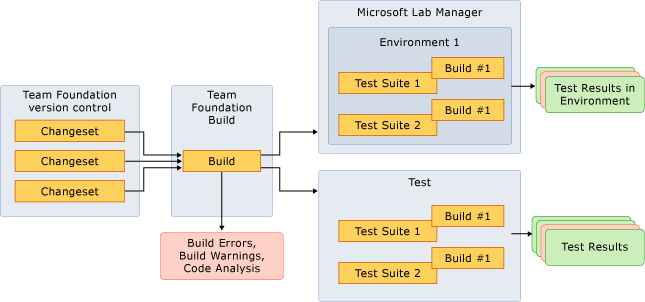 Team Foundation
version control
Changeset
Changeset
Changeset
Team
Foundation
Build
Build
Build Errors,
Build Warnings,
Code Analysis
Microsoft Lab Manager
Environment 1
Build #1
Test Suite 1
Build #1
Test Suite 2
Test Results in
Environment
Test
Build #1
Test Suite 1
Build #1
Test Suite 2
Test Results